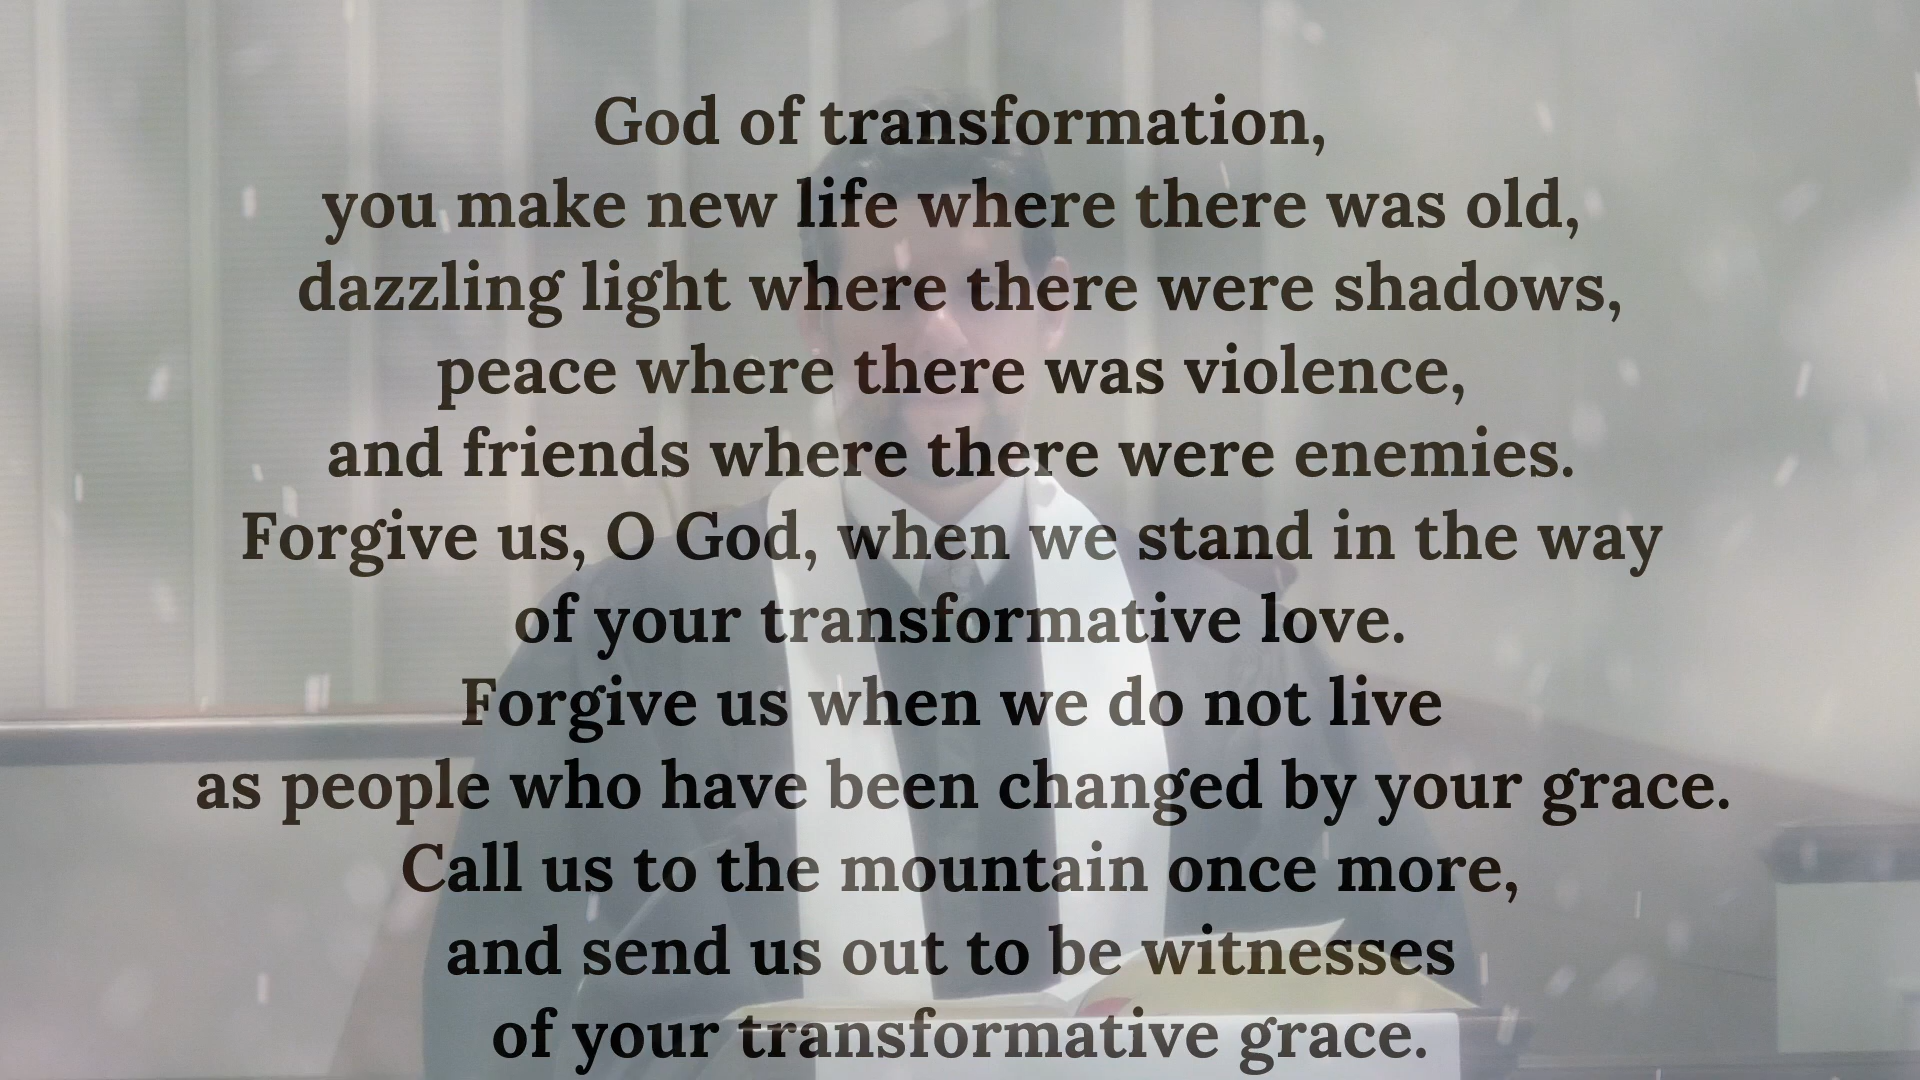 God of transformation,
you make new life where there was old,
dazzling light where there were shadows,
peace where there was violence,
and friends where there were enemies.
Forgive us, O God, when we stand in the way
of your transformative love.
Forgive us when we do not live
as people who have been changed by your grace.
Call us to the mountain once more,
and send us out to be witnesses
of your transformative grace.